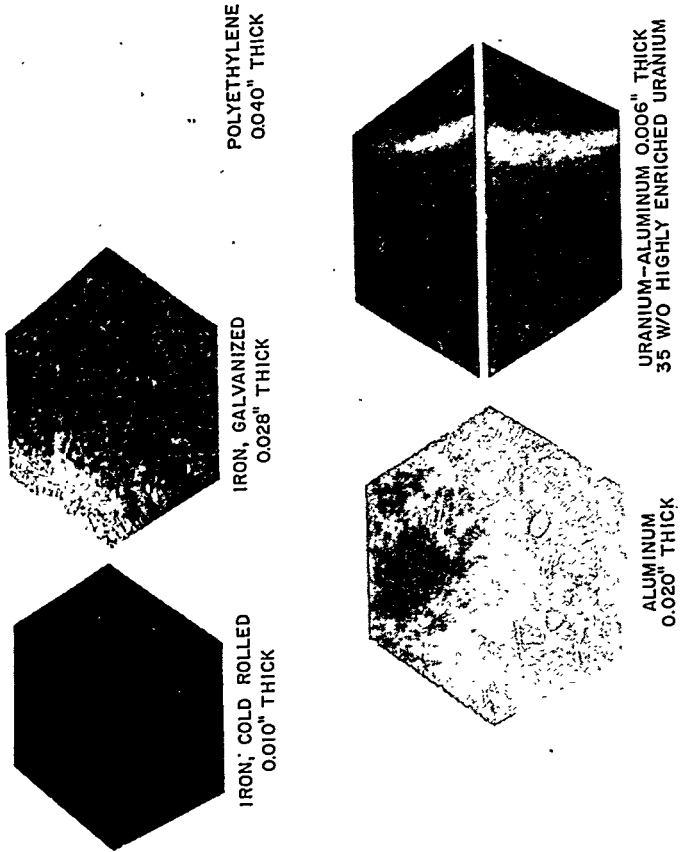 IRON, COLD ROLLED
0.010" THICK
IRON, GALVANIZED
0.028" THICK
POLYETHYLENE
0.040" THICK
ALUMINUM
0.020" THICK
URANIUM-ALUMINUM 0.006" THICK
35 W/O HIGHLY ENRICHED URANIUM